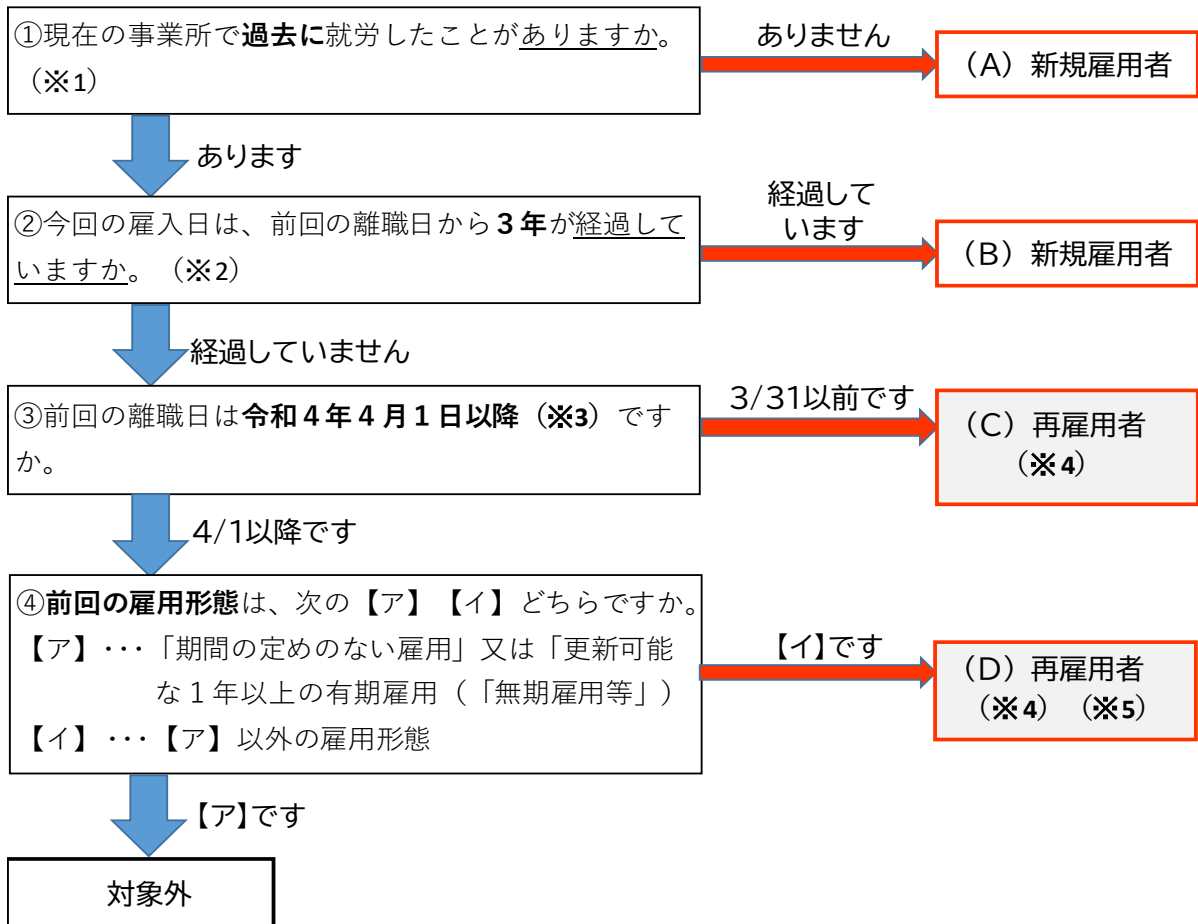 ①現在の事業所で過去に就労したことがありますか。
（※1）
ありません
（A）新規雇用者
あります
②今回の雇入日は、前回の離職日から３年が経過して
いますか。（※2）
経過して
います
（B）新規雇用者
経過していません
③前回の離職日は令和４年４月１日以降（※3）です
か。
3/31以前です
（C）再雇用者
（※4）
4/1以降です
④前回の雇用形態は、次の【ア】【イ】どちらですか。
【ア】･･･「期間の定めのない雇用」又は「更新可能
な１年以上の有期雇用（「無期雇用等」）
【イ】･･･【ア】以外の雇用形態
【イ】です
（D）再雇用者
（※4）（※5）
【ア】です
対象外